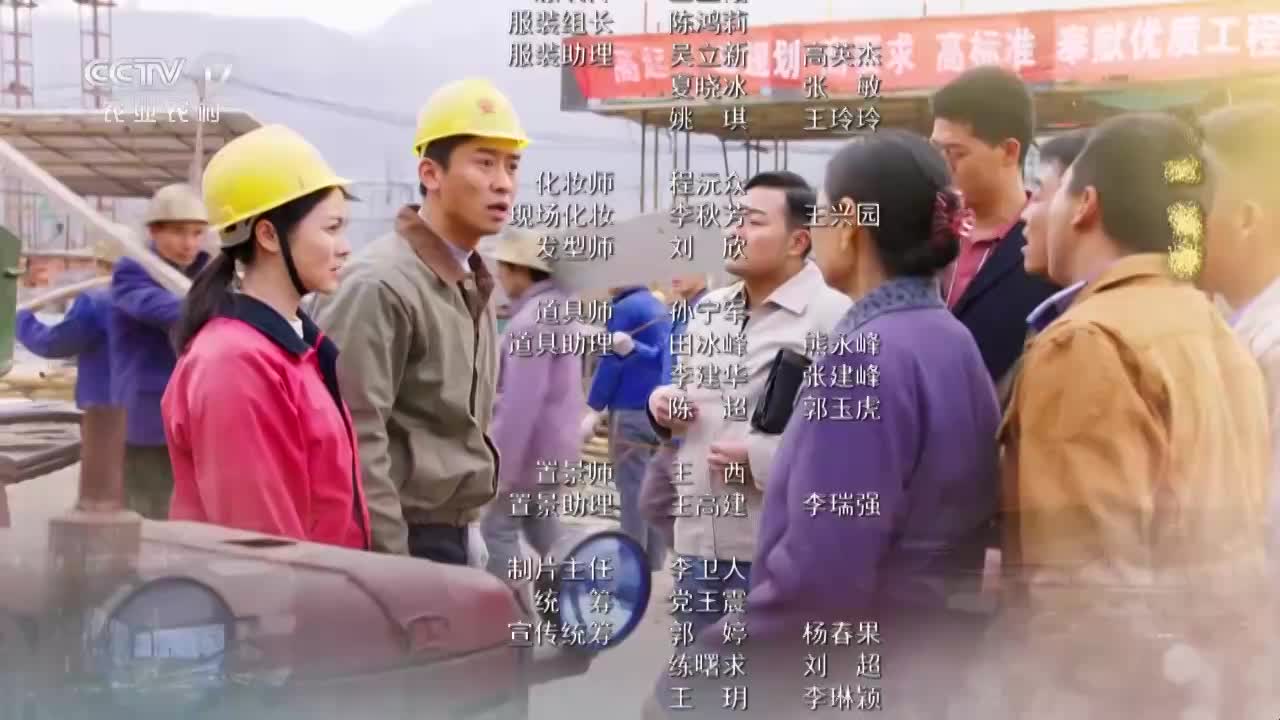 CCTV 17
农业农村
服装组长 陈鸿莉
服装助理 吴立新 高英杰
夏晓冰 张 敏
姚 琪 王玲玲
化妆师 程沅众
现场化妆 李秋芳 王兴园
发型师 刘 欣
道具师 孙宁军
道具助理 田冰峰 熊永峰
李建华 张建峰
陈 超 郭玉虎
置景师 王 西
置景助理 王高建 李瑞强
制片主任 李卫人
统 筹 党王震
宣传统筹 郭 婷 杨春果
练曙求 刘 超
王 玥 李琳颖
高 规划 求 高标准 奉献优质工程